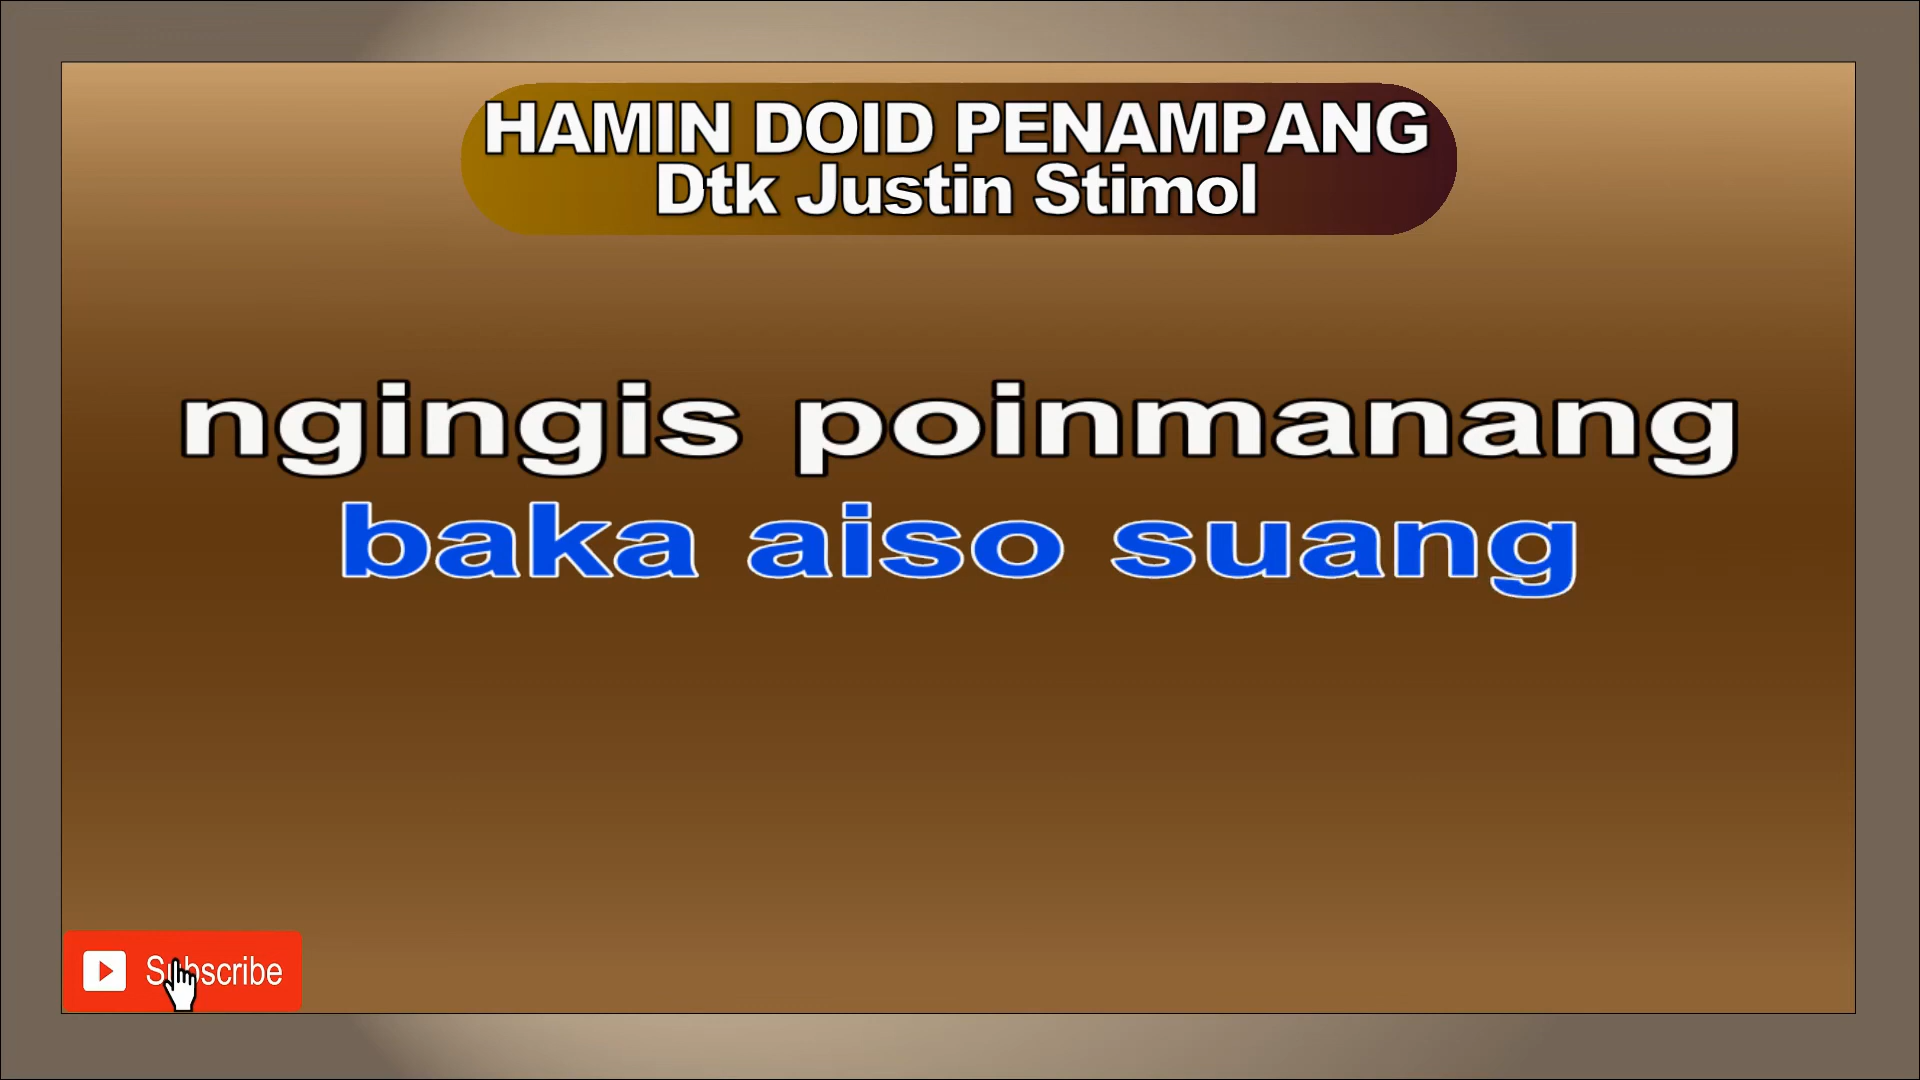 HAMIN DOID PENAMPANG
Dtk Justin Stimol
ngingis poinmanang
baka aiso suang
Subscribe